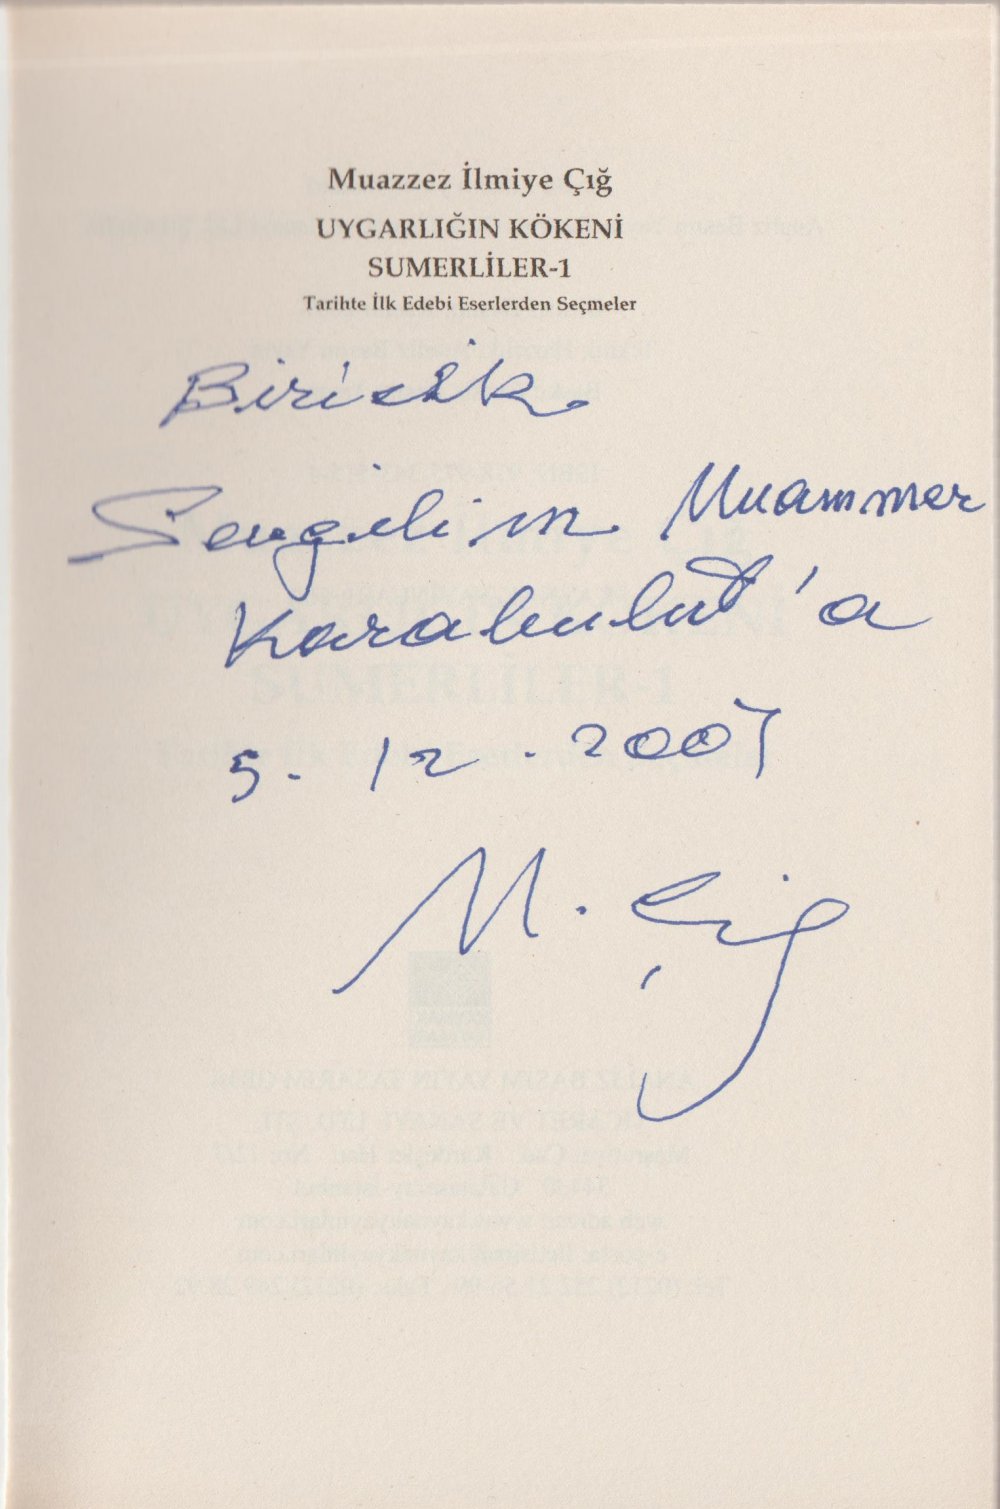 Muazzez İlmiye Çığ
UYGARLIĞIN KÖKENİ
SUMERLİLER-1
Tarihte İlk Edebi Eserlerden Seçmeler
Biricik
Sevgilim Muammer
Karabulut'a
5.12.2007
M. Çığ